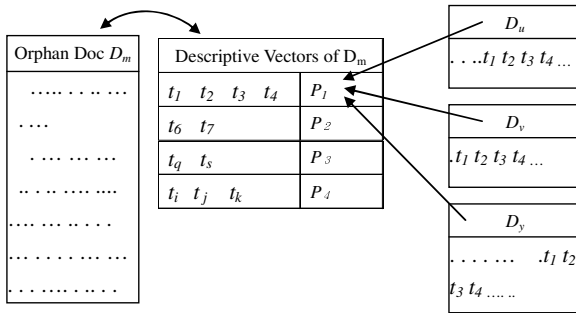 Orphan Doc Dm
….. . . .. …
. …
. … … …
.. . .. …. ....
…. … .. . . .
… . . . . … …
. . . …. . .. . .
Descriptive Vectors of Dm
t1 t2 t3 t4 P1
t6 t7 P2
tq ts P3
ti tj tk P4
Du
. . ..t1 t2 t3 t4 …
Dv
.t1 t2 t3 t4 …
Dy
. . . . … … .t1 t2
t3 t4 ….. ..